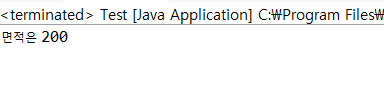 <terminated> Test [Java Application] C:\Program Files\
면적은 200